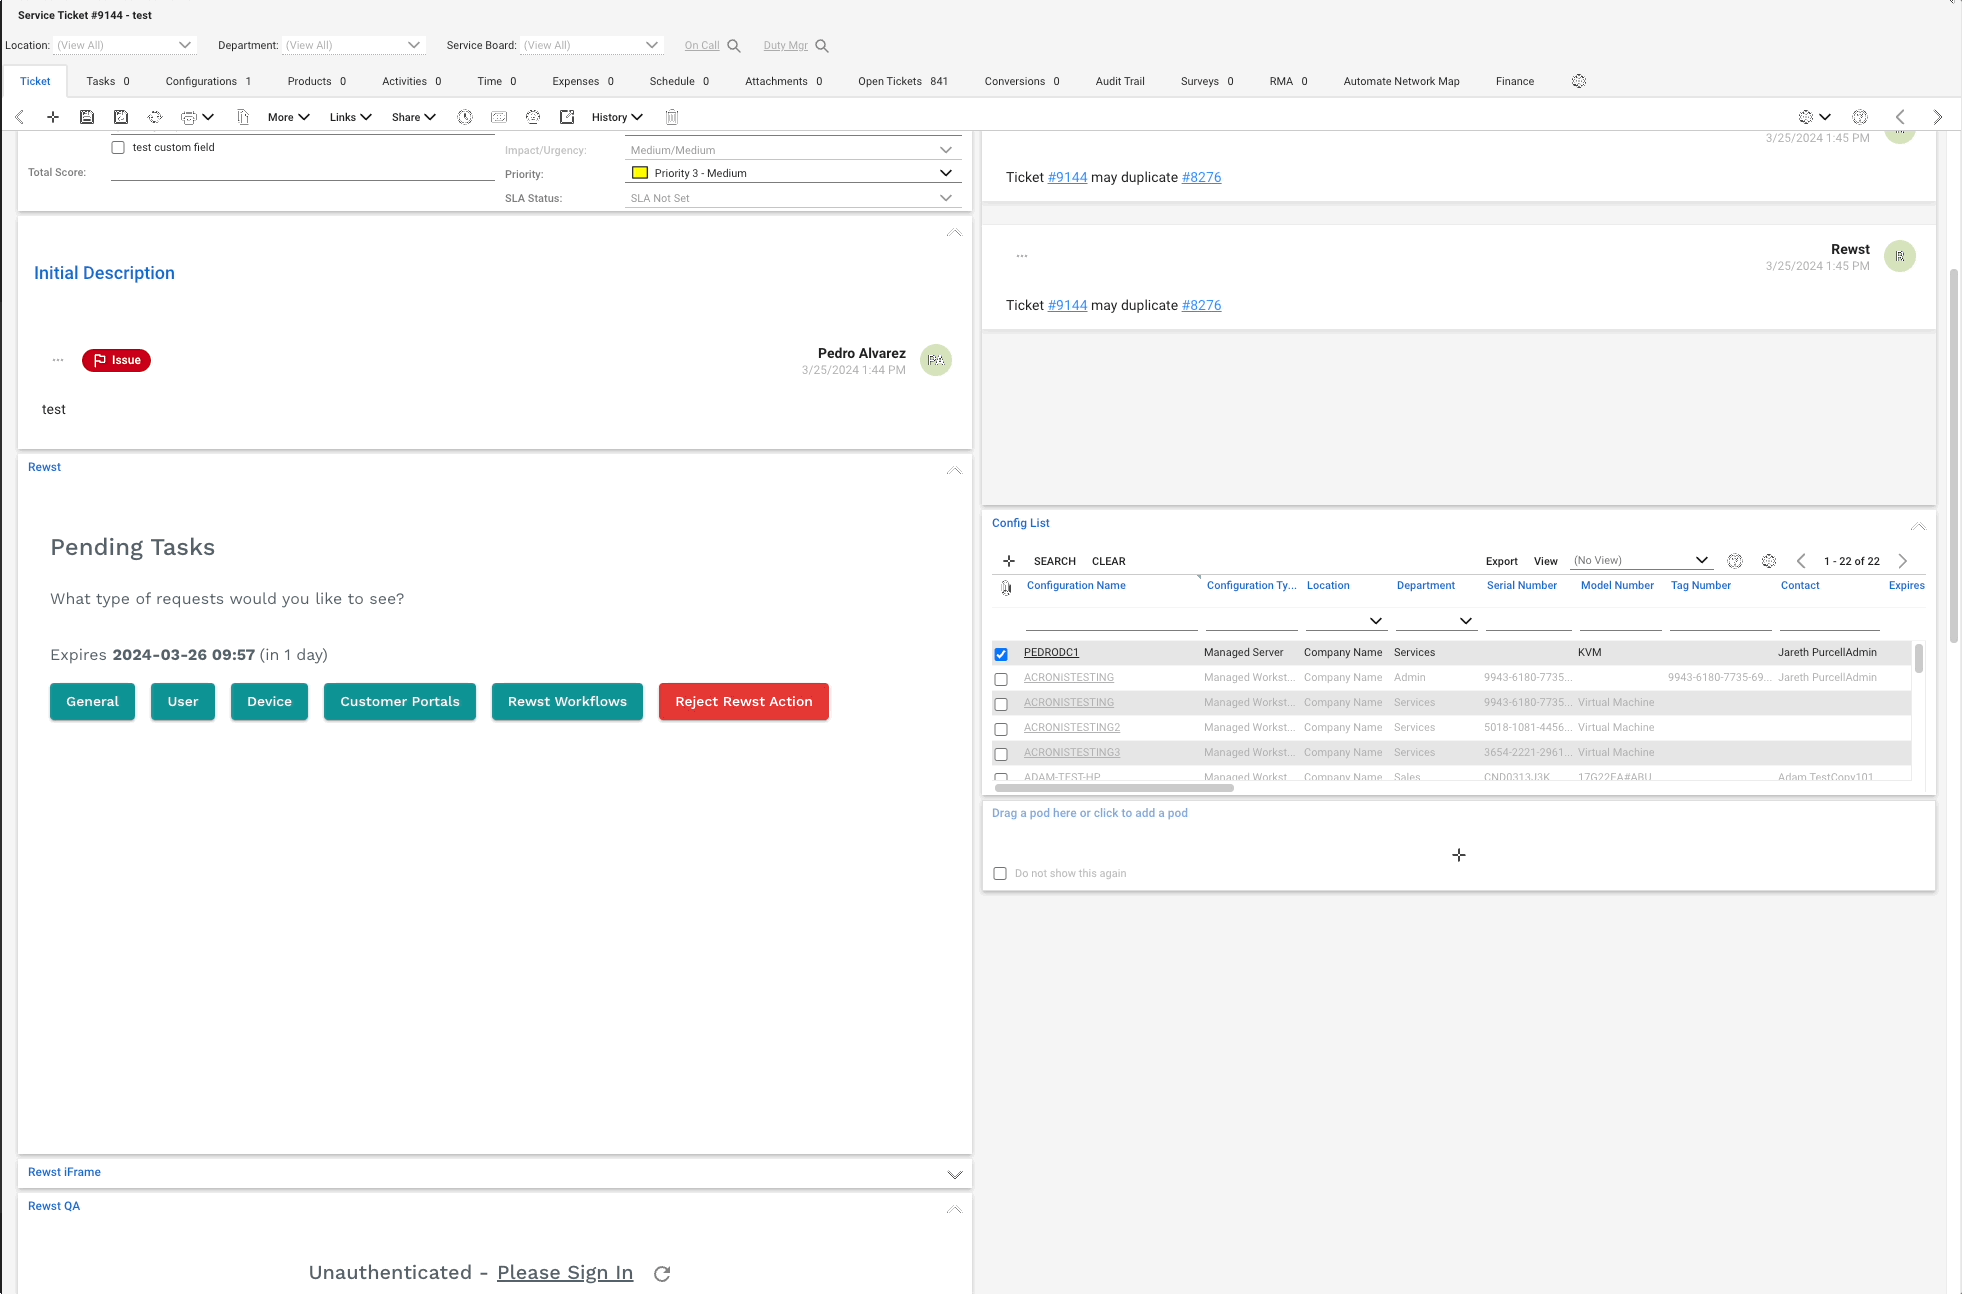 Service Ticket #9144 - test
Location: (View All) Department: (View All) Service Board: (View All) On Call Duty Mgr
Ticket Tasks 0 Configurations 1 Products 0 Activities 0 Time 0 Expenses 0 Schedule 0 Attachments 0 Open Tickets 841 Conversions 0 Audit Trail Surveys 0 RMA 0 Automate Network Map Finance
More Links Share History
test custom field
Total Score:
Impact/Urgency: Medium/Medium
Priority: Priority 3 - Medium
SLA Status: SLA Not Set
Initial Description
... Issue
Pedro Alvarez
3/25/2024 1:44 PM
PA
test
Rewst
Pending Tasks
What type of requests would you like to see?
Expires 2024-03-26 09:57 (in 1 day)
General User Device Customer Portals Rewst Workflows Reject Rewst Action
Rewst iFrame
Rewst QA
Unauthenticated - Please Sign In
3/25/2024 1:45 PM
Ticket #9144 may duplicate #8276
...
Rewst
3/25/2024 1:45 PM
R
Ticket #9144 may duplicate #8276
Config List
SEARCH CLEAR Export View (No View) 1 - 22 of 22
Configuration Name Configuration Ty... Location Department Serial Number Model Number Tag Number Contact Expires
PEDRODC1 Managed Server Company Name Services KVM Jareth PurcellAdmin
ACRONISTESTING Managed Workst... Company Name Admin 9943-6180-7735... 9943-6180-7735-69... Jareth PurcellAdmin
ACRONISTESTING Managed Workst... Company Name Services 9943-6180-7735... Virtual Machine
ACRONISTESTING2 Managed Workst... Company Name Services 5018-1081-4456... Virtual Machine
ACRONISTESTING3 Managed Workst... Company Name Services 3654-2221-2961... Virtual Machine
ADAM-TEST-HP Managed Workst... Company Name Sales CND0313J3K 17G22EA#ABU Adam TestCopy101
Drag a pod here or click to add a pod
Do not show this again